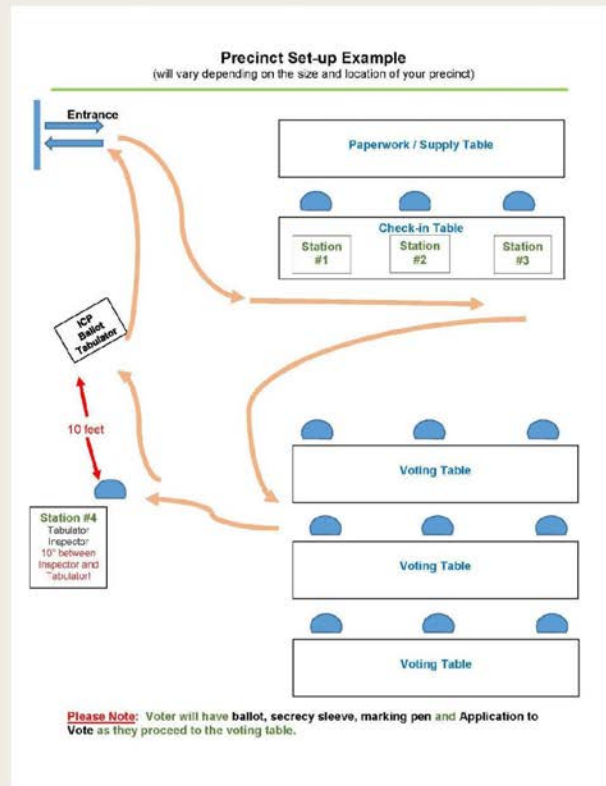 Precinct Set-up Example
(will vary depending on the size and location of your precinct)
Entrance
Paperwork / Supply Table
Check-in Table
Station
#1
Station
#2
Station
#3
ICP
Ballot
Tabulator
10 feet
Voting Table
Station #4
Tabulator
Inspector
10" between
Inspector and
Tabulator!
Voting Table
Voting Table
Please Note: Voter will have ballot, secrecy sleeve, marking pen and Application to
Vote as they proceed to the voting table.